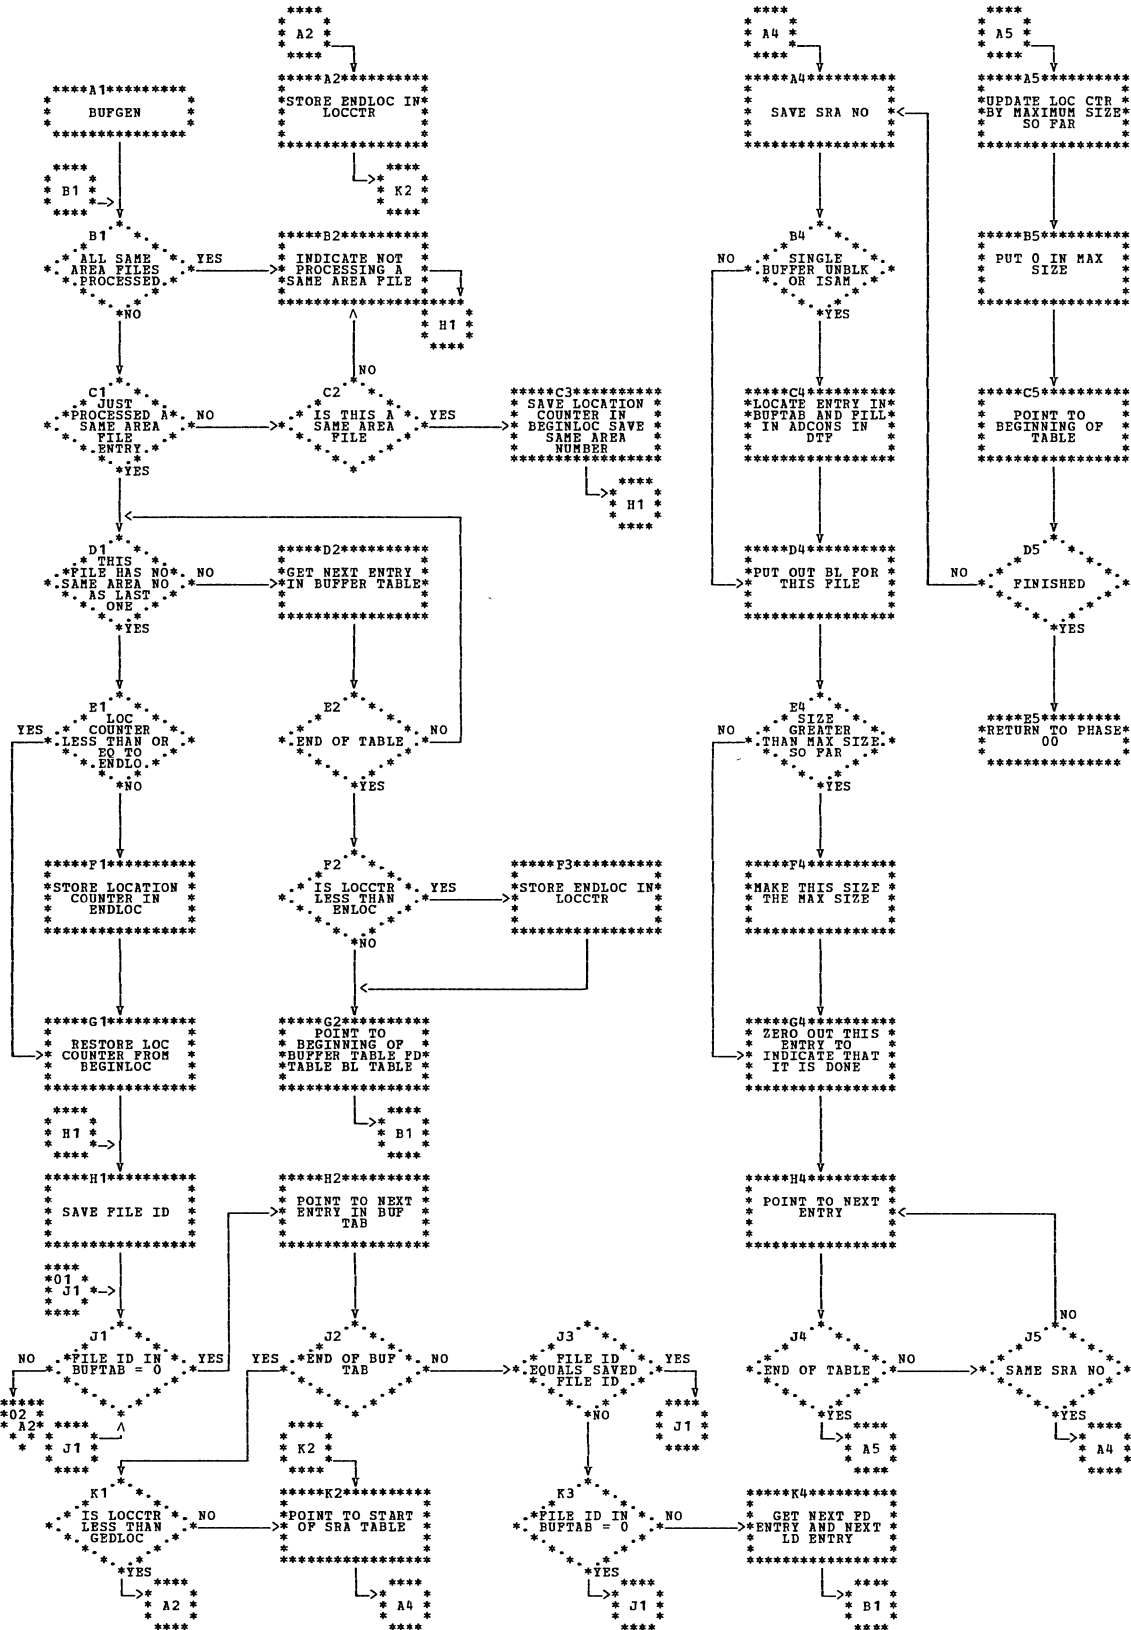 A2
A4
A5
A1
BUFGEN
A2
STORE ENDLOC IN
LOCCTR
A4
SAVE SRA NO
A5
UPDATE LOC CTR
BY MAXIMUM SIZE
SO FAR
B1
K2
B1
ALL SAME
AREA FILES
PROCESSED
YES
NO
B2
INDICATE NOT
PROCESSING A
SAME AREA FILE
H1
B4
SINGLE
BUFFER UNBLK
OR ISAM
NO
YES
B5
PUT 0 IN MAX
SIZE
C1
JUST
PROCESSED A
SAME AREA
FILE
ENTRY
NO
YES
C2
IS THIS A
SAME AREA
FILE
NO
YES
C3
SAVE LOCATION
COUNTER IN
BEGINLOC SAVE
SAME AREA
NUMBER
H1
C4
LOCATE ENTRY IN
BUFTAB AND FILL
IN ADCONS IN
DTF
C5
POINT TO
BEGINNING OF
TABLE
D1
THIS
FILE HAS NO
SAME AREA NO
AS LAST
ONE
NO
YES
D2
GET NEXT ENTRY
IN BUFFER TABLE
D4
PUT OUT BL FOR
THIS FILE
D5
FINISHED
NO
YES
E1
LOC
COUNTER
LESS THAN OR
EQ TO
ENDLO
YES
NO
E2
END OF TABLE
NO
YES
E4
SIZE
GREATER
THAN MAX SIZE
SO FAR
NO
YES
E5
RETURN TO PHASE
00
F1
STORE LOCATION
COUNTER IN
ENDLOC
F2
IS LOCCTR
LESS THAN
ENLOC
YES
NO
F3
STORE ENDLOC IN
LOCCTR
F4
MAKE THIS SIZE
THE MAX SIZE
G1
RESTORE LOC
COUNTER FROM
BEGINLOC
G2
POINT TO
BEGINNING OF
BUFFER TABLE FD
TABLE BL TABLE
G4
ZERO OUT THIS
ENTRY TO
INDICATE THAT
IT IS DONE
H1
B1
H1
SAVE FILE ID
H2
POINT TO NEXT
ENTRY IN BUF
TAB
H4
POINT TO NEXT
ENTRY
01
J1
J1
FILE ID IN
BUFTAB = 0
NO
YES
02
A2
J1
J2
END OF BUF
TAB
YES
NO
J3
FILE ID
EQUALS SAVED
FILE ID
YES
NO
J1
J4
END OF TABLE
NO
YES
A5
J5
SAME SRA NO
NO
YES
A4
K2
K1
IS LOCCTR
LESS THAN
GEDLOC
NO
YES
A2
K2
POINT TO START
OF SRA TABLE
A4
K3
FILE ID IN
BUFTAB = 0
NO
YES
J1
K4
GET NEXT FD
ENTRY AND NEXT
LD ENTRY
B1